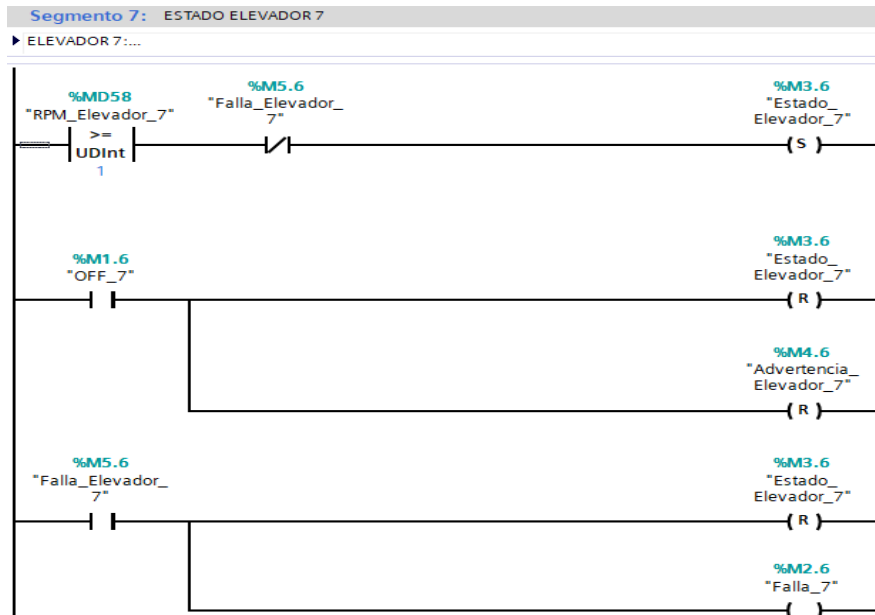 Segmento 7: ESTADO ELEVADOR 7
ELEVADOR 7:...
%MD58
"RPM_Elevador_7"
>=
UDInt
1
%M5.6
"Falla_Elevador_
7"
%M3.6
"Estado_
Elevador_7"
S
%M1.6
"OFF_7"
%M3.6
"Estado_
Elevador_7"
R
%M4.6
"Advertencia_
Elevador_7"
R
%M5.6
"Falla_Elevador_
7"
%M3.6
"Estado_
Elevador_7"
R
%M2.6
"Falla_7"